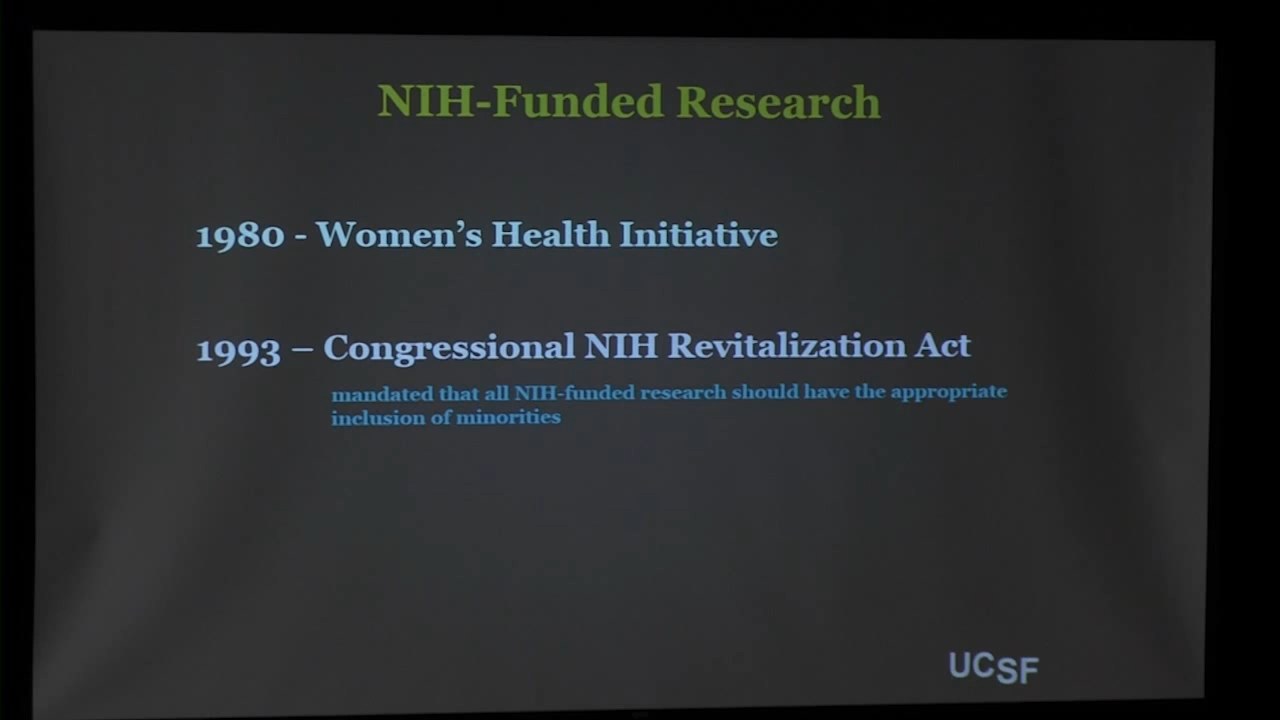 NIH-Funded Research
1980 - Women's Health Initiative
1993 – Congressional NIH Revitalization Act
mandated that all NIH-funded research should have the appropriate
inclusion of minorities
UCSF